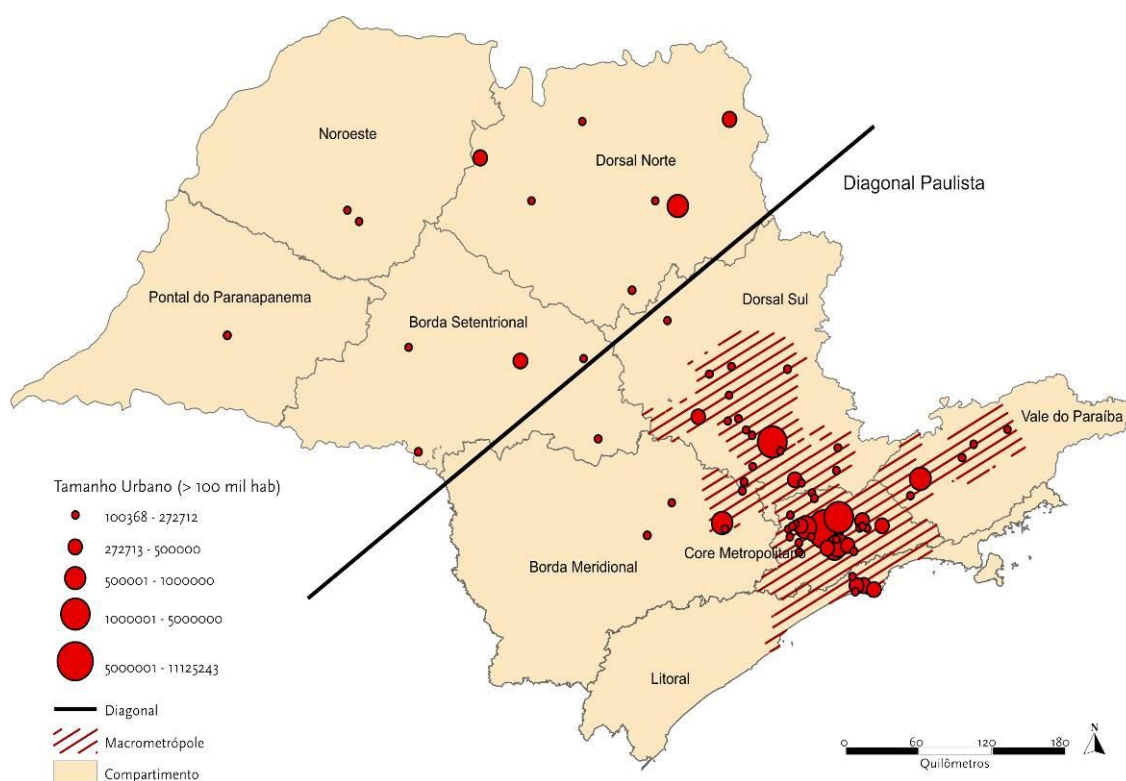 Noroeste
Dorsal Norte
Diagonal Paulista
Pontal do Paranapanema
Borda Setentrional
Dorsal Sul
Vale do Paraíba
Core Metropolitano
Borda Meridional
Litoral
Tamanho Urbano (> 100 mil hab)
100368 - 272712
272713 - 500000
500001 - 1000000
1000001 - 5000000
5000001 - 11125243
Diagonal
Macrometrópole
Compartimento
N
0 60 120 180
Quilômetros